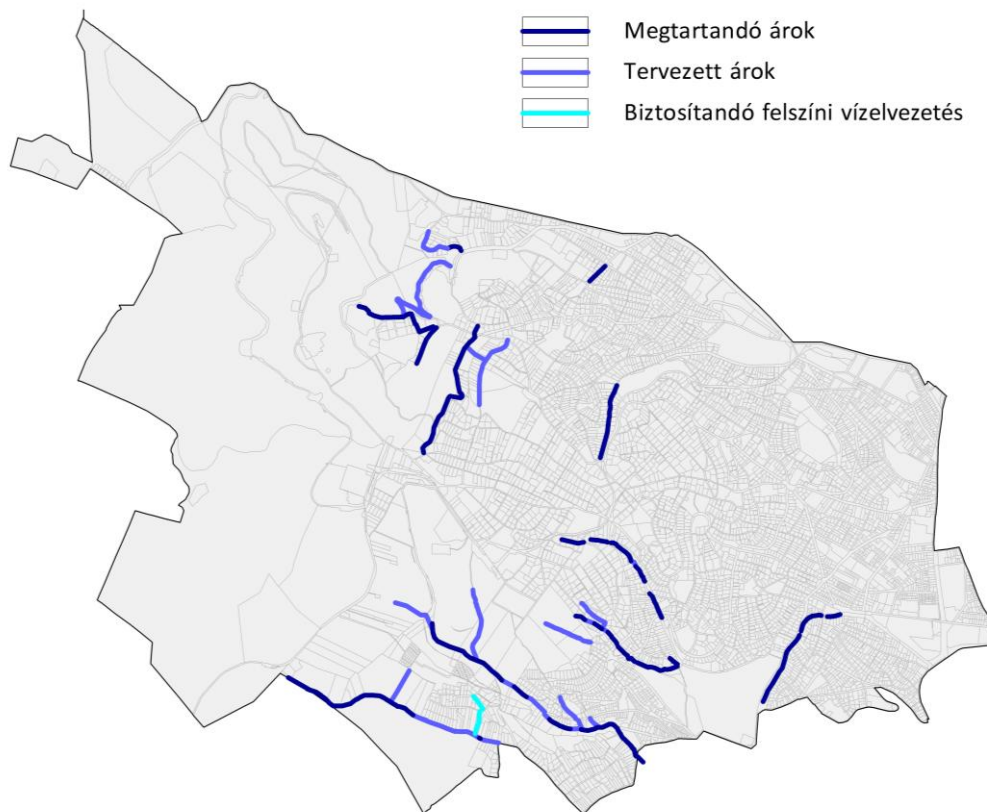 Megtartandó árok
Tervezett árok
Biztosítandó felszíni vízelvezetés